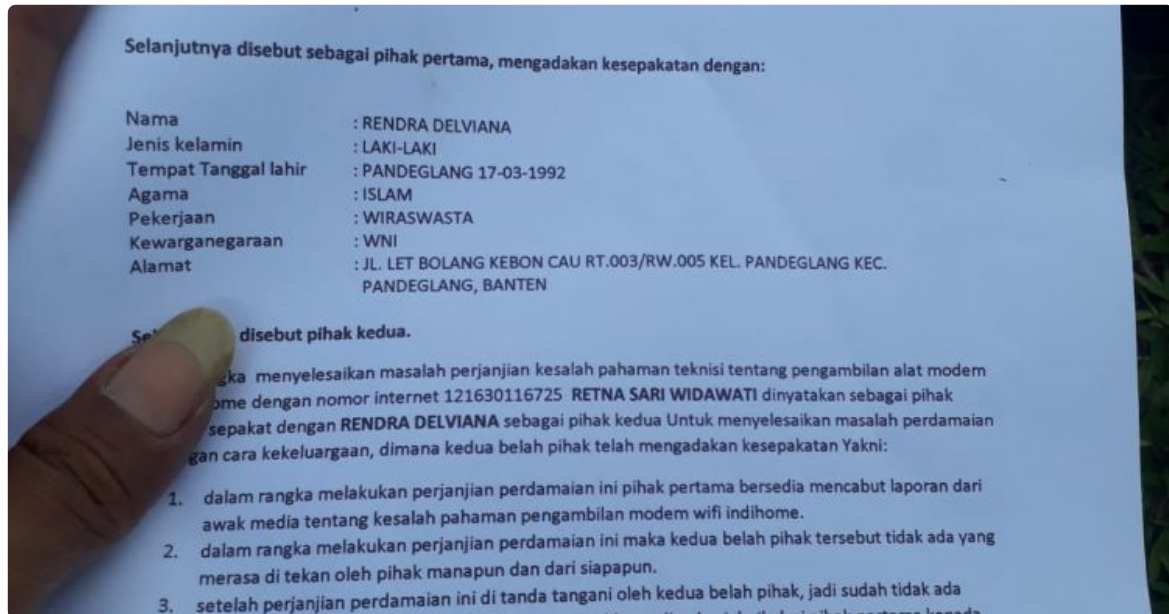 Selanjutnya disebut sebagai pihak pertama, mengadakan kesepakatan dengan:
Nama : RENDRA DELVIANA
Jenis kelamin : LAKI-LAKI
Tempat Tanggal lahir : PANDEGLANG 17-03-1992
Agama : ISLAM
Pekerjaan : WIRASWASTA
Kewarganegaraan : WNI
Alamat : JL. LET BOLANG KEBON CAU RT.003/RW.005 KEL. PANDEGLANG KEC.
PANDEGLANG, BANTEN
disebut pihak kedua.
menyelesaikan masalah perjanjian kesalah pahaman teknisi tentang pengambilan alat modem
dengan nomor internet 121630116725 RETNA SARI WIDAWATI dinyatakan sebagai pihak
sepakat dengan RENDRA DELVIANA sebagai pihak kedua Untuk menyelesaikan masalah perdamaian
cara kekeluargaan, dimana kedua belah pihak telah mengadakan kesepakatan Yakni:
1. dalam rangka melakukan perjanjian perdamaian ini pihak pertama bersedia mencabut laporan dari
awak media tentang kesalah pahaman pengambilan modem wifi indihome.
2. dalam rangka melakukan perjanjian perdamaian ini maka kedua belah pihak tersebut tidak ada yang
merasa di tekan oleh pihak manapun dan dari siapapun.
3. setelah perjanjian perdamaian ini di tanda tangani oleh kedua belah pihak, jadi sudah tidak ada